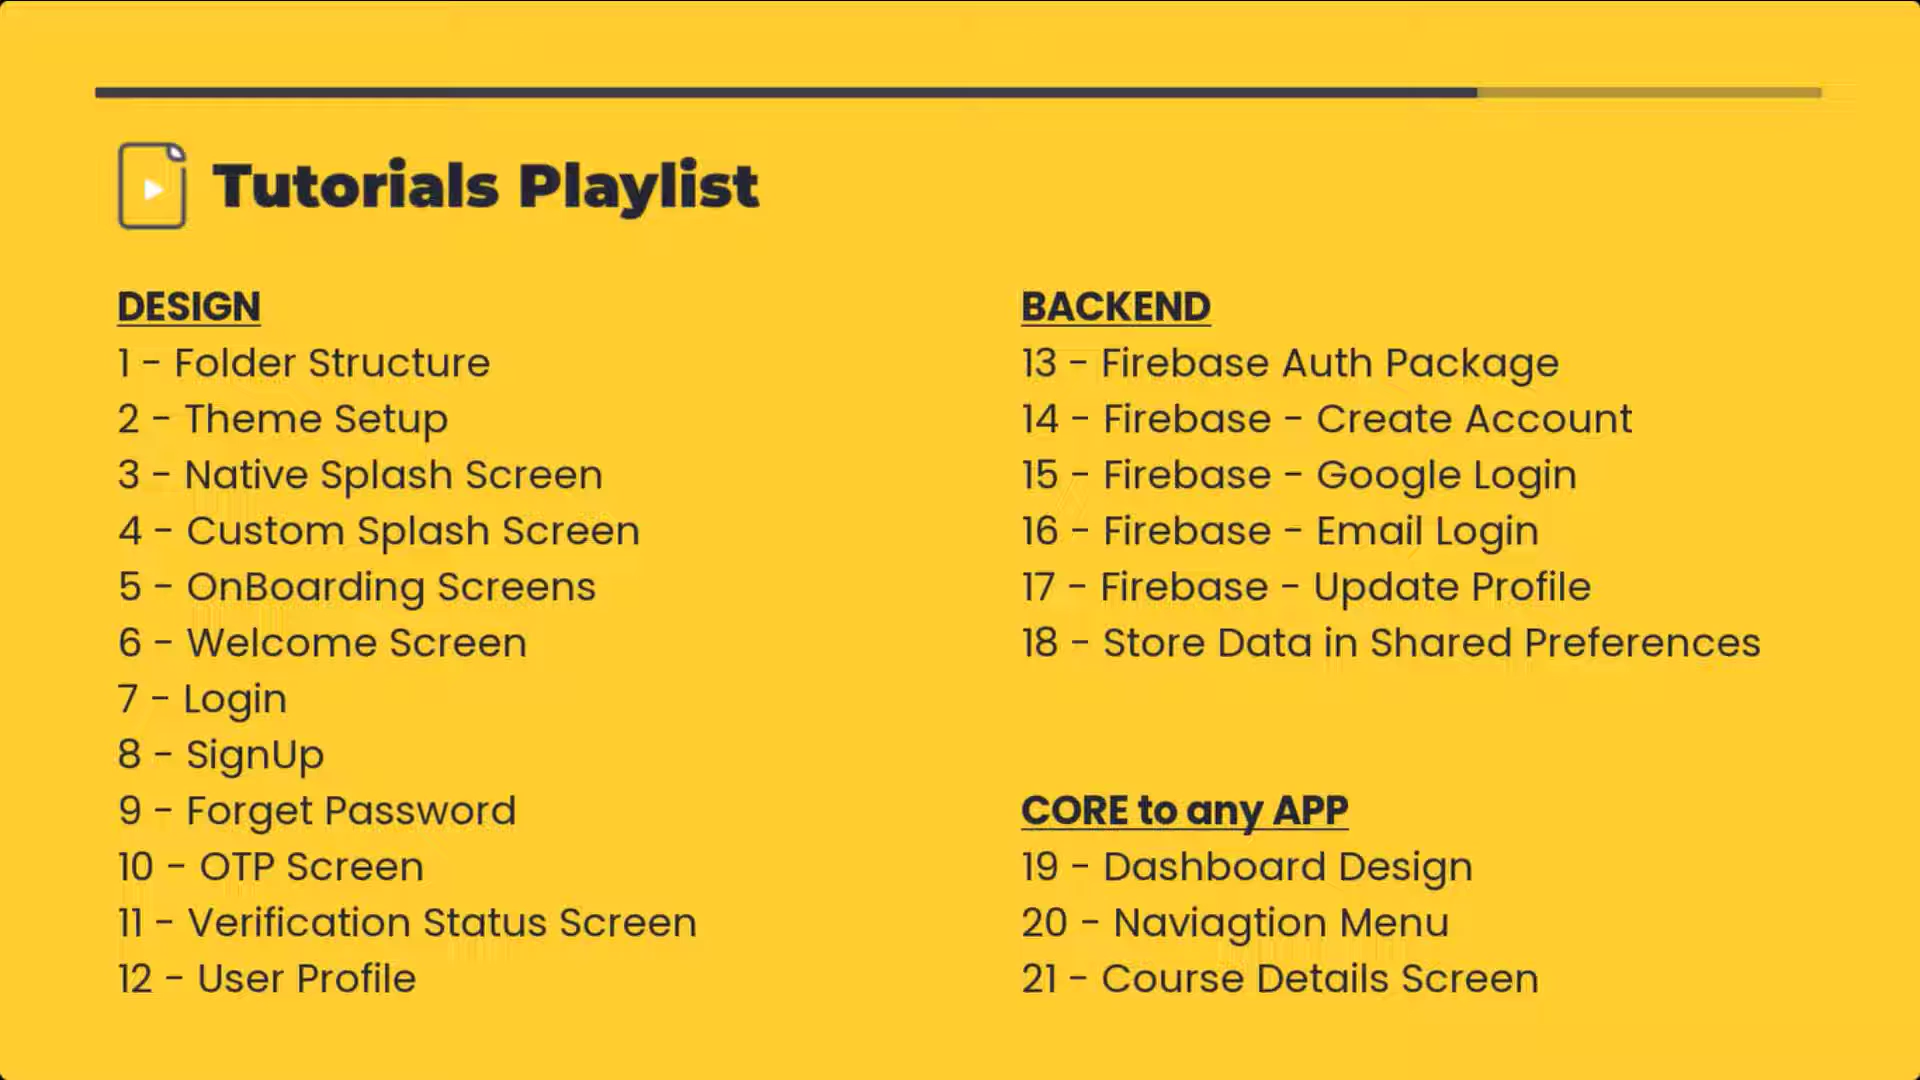 Tutorials Playlist
DESIGN
1 - Folder Structure
2 - Theme Setup
3 - Native Splash Screen
4 - Custom Splash Screen
5 - OnBoarding Screens
6 - Welcome Screen
7 - Login
8 - SignUp
9 - Forget Password
10 - OTP Screen
11 - Verification Status Screen
12 - User Profile
BACKEND
13 - Firebase Auth Package
14 - Firebase - Create Account
15 - Firebase - Google Login
16 - Firebase - Email Login
17 - Firebase - Update Profile
18 - Store Data in Shared Preferences
CORE to any APP
19 - Dashboard Design
20 - Naviagtion Menu
21 - Course Details Screen